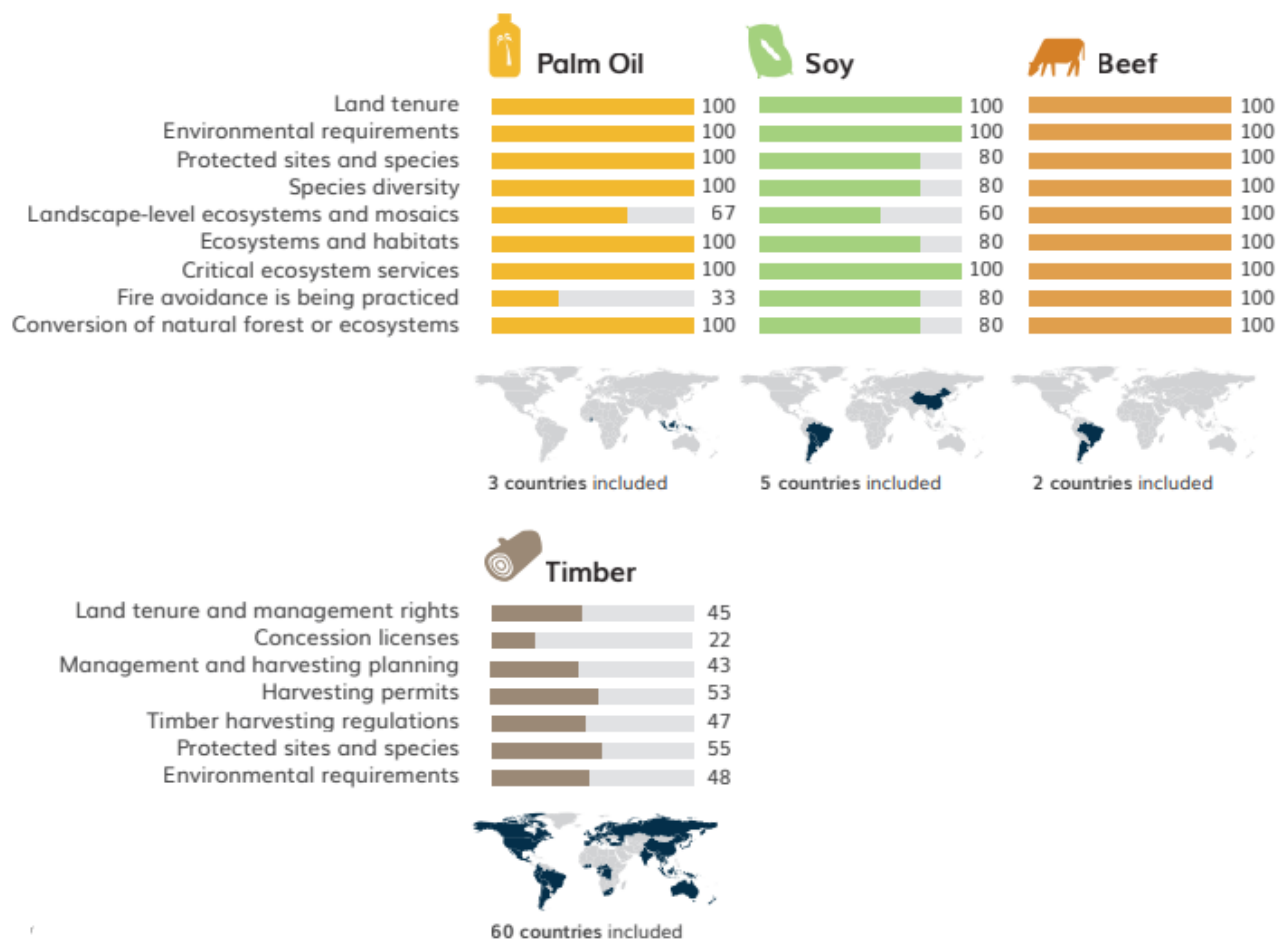 Palm Oil Soy Beef
Land tenure 100 100 100
Environmental requirements 100 100 100
Protected sites and species 100 80 100
Species diversity 100 80 100
Landscape-level ecosystems and mosaics 67 60 100
Ecosystems and habitats 100 80 100
Critical ecosystem services 100 100 100
Fire avoidance is being practiced 33 80 100
Conversion of natural forest or ecosystems 100 80 100
3 countries included 5 countries included 2 countries included
Timber
Land tenure and management rights 45
Concession licenses 22
Management and harvesting planning 43
Harvesting permits 53
Timber harvesting regulations 47
Protected sites and species 55
Environmental requirements 48
60 countries included